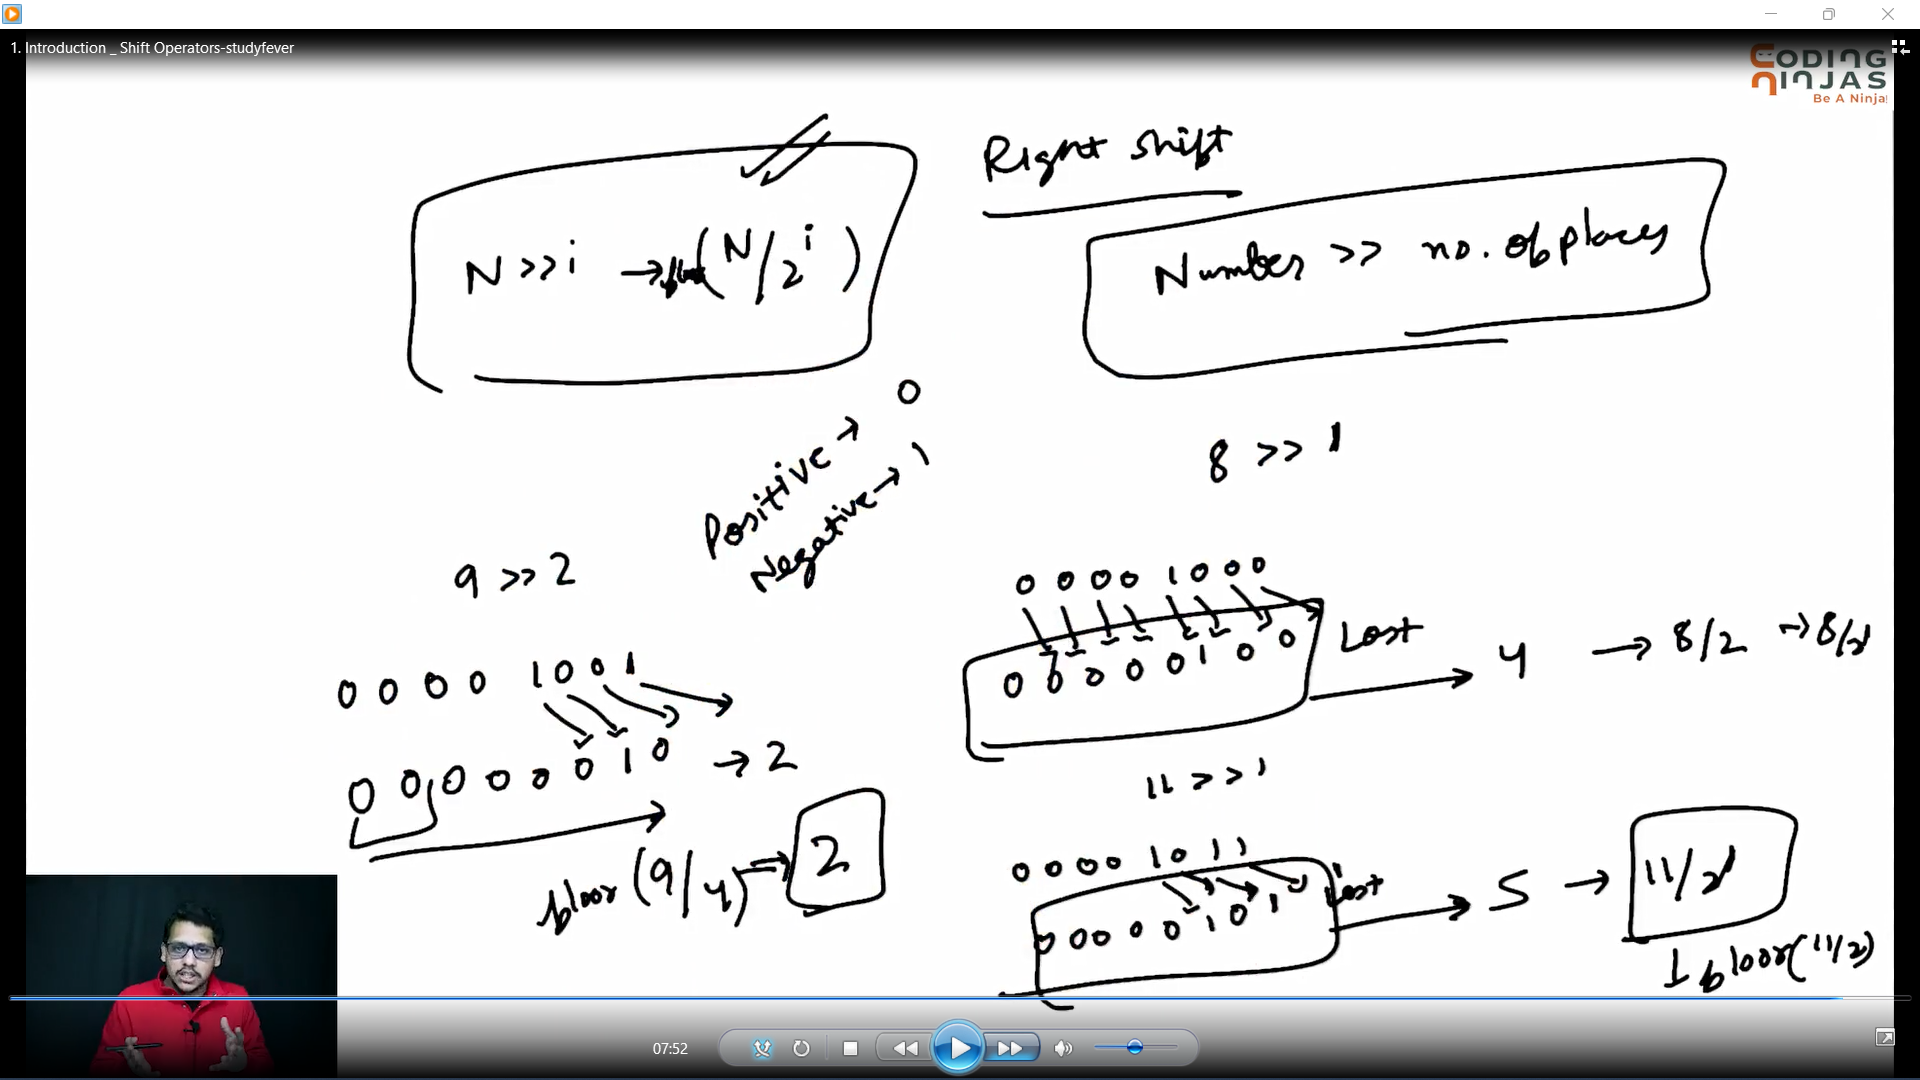 1. Introduction _ Shift Operators-studyfever
CODING
NINJAS
Be A Ninja
Right Shift
N >> i → floor (N/2^i)
Number >> no. of places
Positive → 0
Negative → 1
8 >> 1
9 >> 2
0 0 0 0 1 0 0 0
Lost
0 0 0 0 0 1 0 0
4 → 8/2 → 8/2^1
0 0 0 0 1 0 0 1
0 0 0 0 0 0 1 0 → 2
11 >> 1
floor (9/4) → 2
0 0 0 0 1 0 1 1
Lost
0 0 0 0 0 1 0 1
5 → 11/2^1
↓ floor(11/2)
07:52